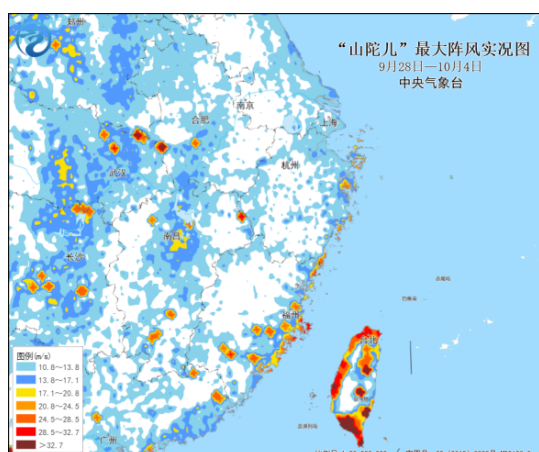 “山陀儿”最大阵风实况图
9月28日—10月4日
中央气象台
郑州
合肥
南京
上海
杭州
武汉
南昌
长沙
福州
广州
图例(m/s)
10.8～13.8
13.8～17.1
17.1～20.8
20.8～24.5
24.5～28.5
28.5～32.7
＞32.7